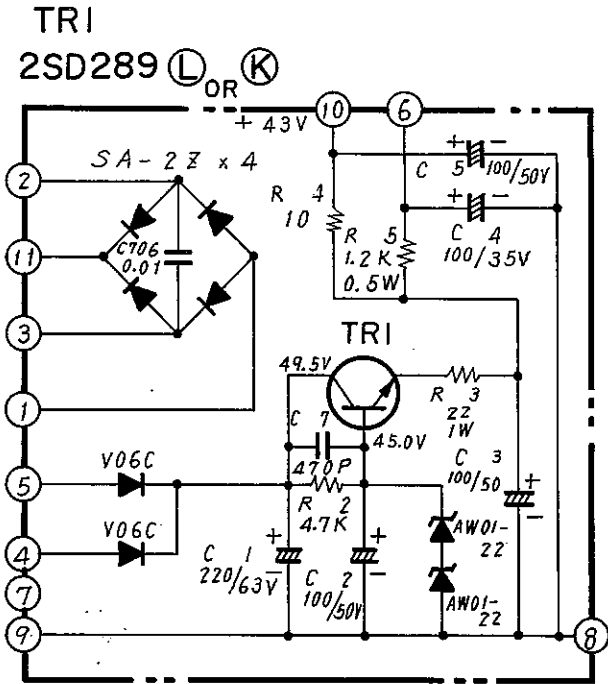 TR1
2SD289 Ⓛ OR Ⓚ
10
6
+ 43V
SA-2Z x 4
2
C 5 + - 100/50V
R 4
10
+ -
C 4
100/35V
C706
0.01
11
R 5
1.2K
0.5W
3
TR1
49.5V
1
R 3
22
1W
C 7
470P
45.0V
V06C
5
R 2
4.7K
C 3
100/50
+
-
V06C
4
C 1
220/63V
+
-
C 2
100/50V
+
-
AW01-
22
AW01-
22
7
9
8